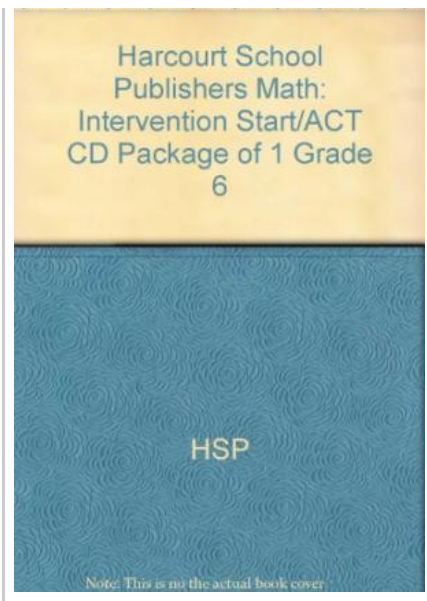 Harcourt School
Publishers Math:
Intervention Start/ACT
CD Package of 1 Grade
6
HSP
Note: This is no the actual book cover